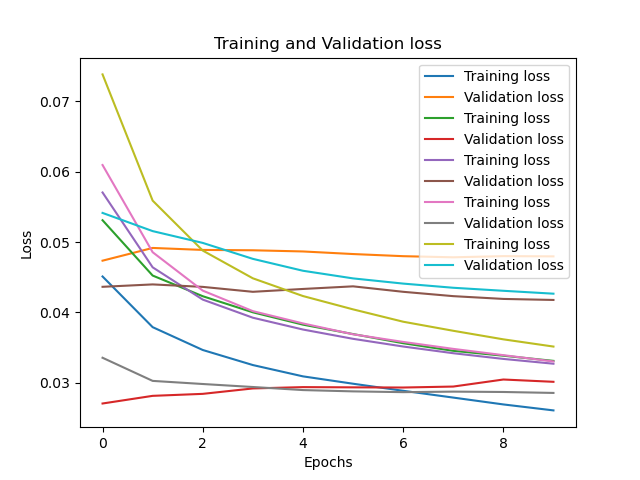 Training and Validation loss
Training loss
Validation loss
Training loss
Validation loss
Training loss
Validation loss
Training loss
Validation loss
Training loss
Validation loss
Loss
0.07
0.06
0.05
0.04
0.03
0 2 4 6 8
Epochs